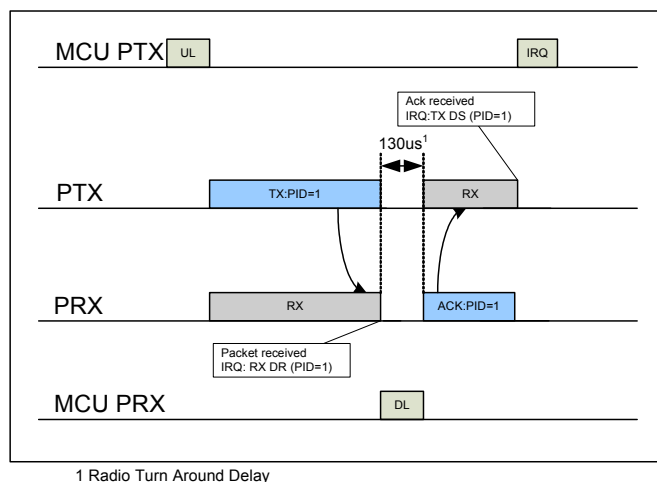 MCU PTX
UL
IRQ
Ack received
IRQ:TX DS (PID=1)
130us¹
PTX
TX:PID=1
RX
PRX
RX
ACK:PID=1
Packet received
IRQ: RX DR (PID=1)
MCU PRX
DL
1 Radio Turn Around Delay